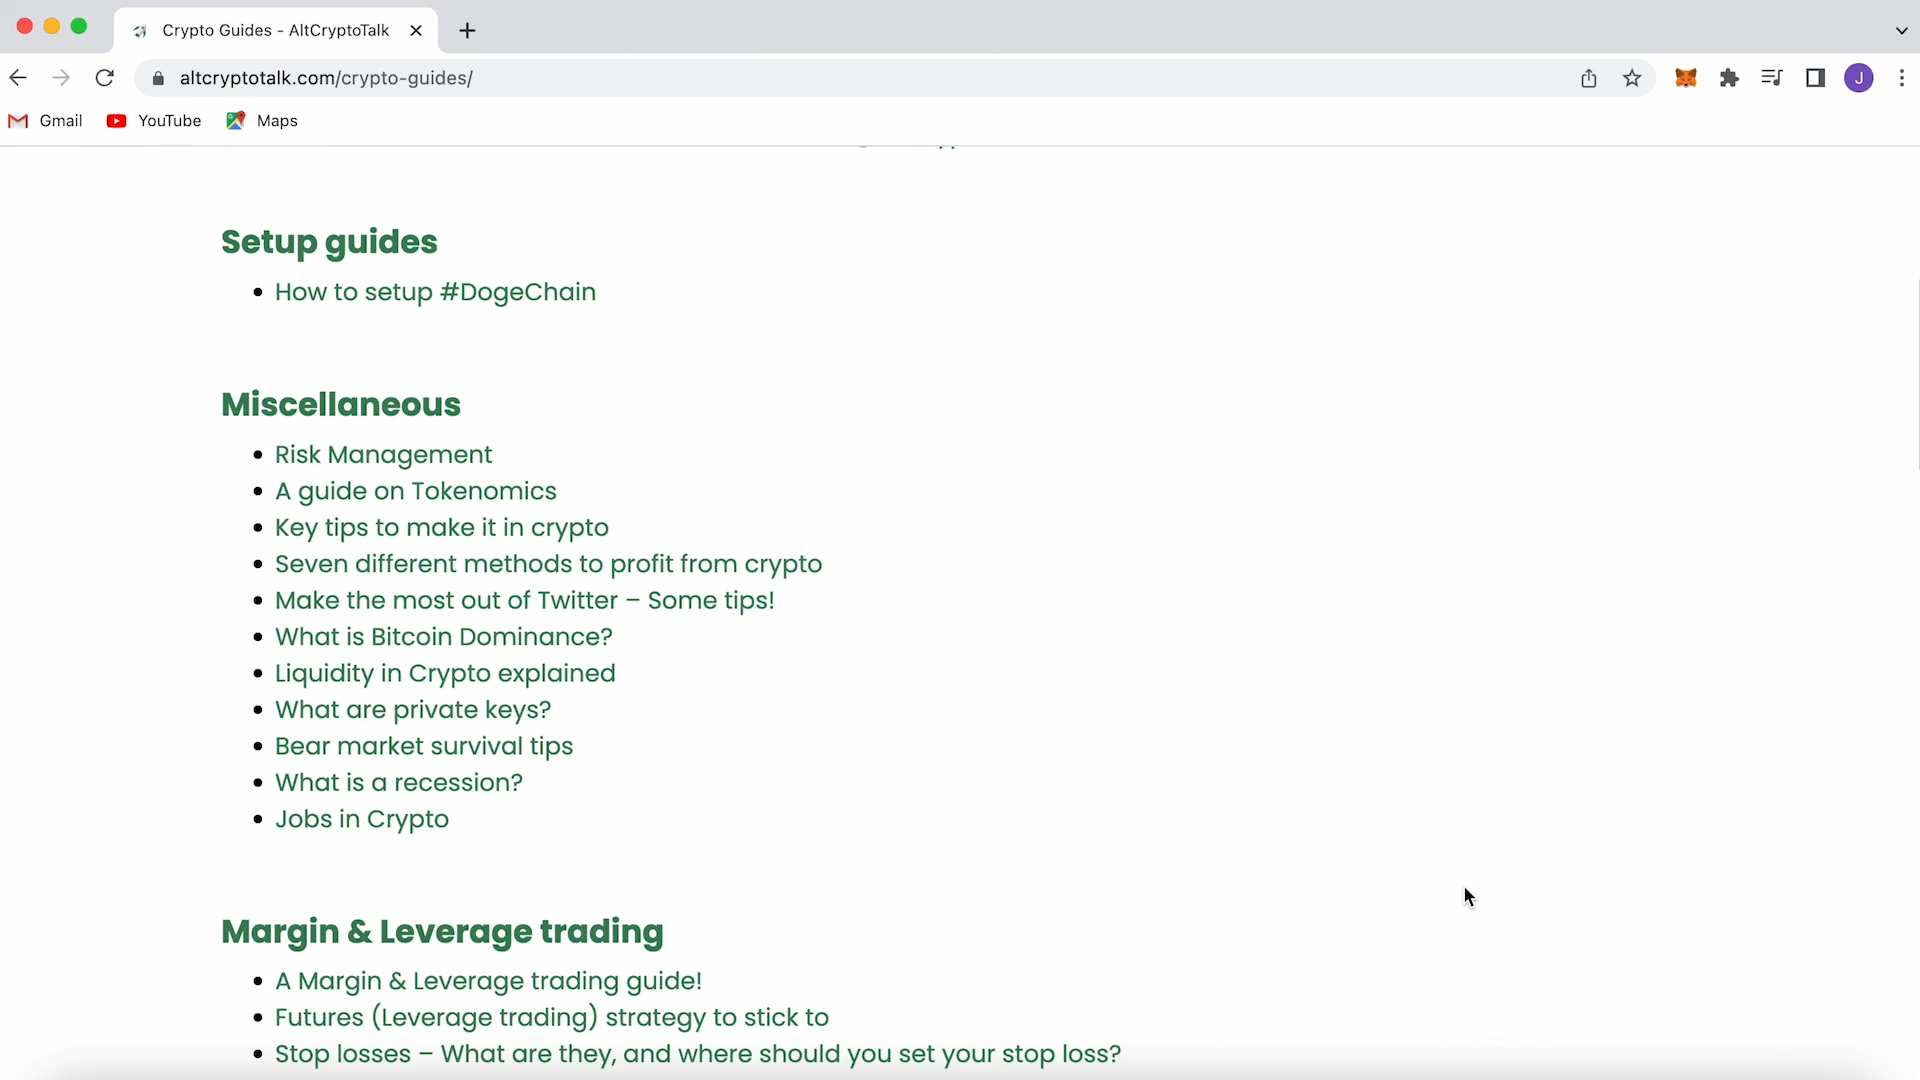 Crypto Guides - AltCryptoTalk
altcryptotalk.com/crypto-guides/
J
Gmail
YouTube
Maps
Setup guides
How to setup #DogeChain
Miscellaneous
Risk Management
A guide on Tokenomics
Key tips to make it in crypto
Seven different methods to profit from crypto
Make the most out of Twitter – Some tips!
What is Bitcoin Dominance?
Liquidity in Crypto explained
What are private keys?
Bear market survival tips
What is a recession?
Jobs in Crypto
Margin & Leverage trading
A Margin & Leverage trading guide!
Futures (Leverage trading) strategy to stick to
Stop losses – What are they, and where should you set your stop loss?